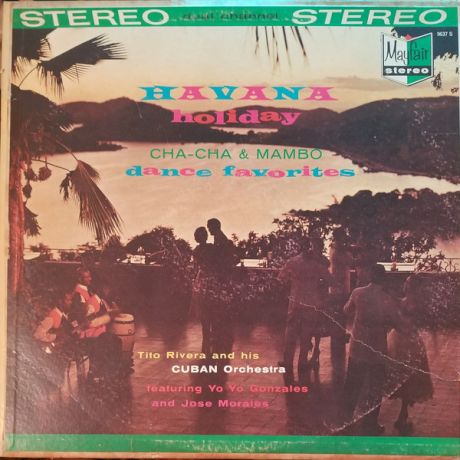 STEREO STEREO
9637 S
Mayfair
stereo
HAVANA
holiday
CHA-CHA & MAMBO
dance favorites
Tito Rivera and his
CUBAN Orchestra
featuring Yo Yo Gonzales
and Jose Morales